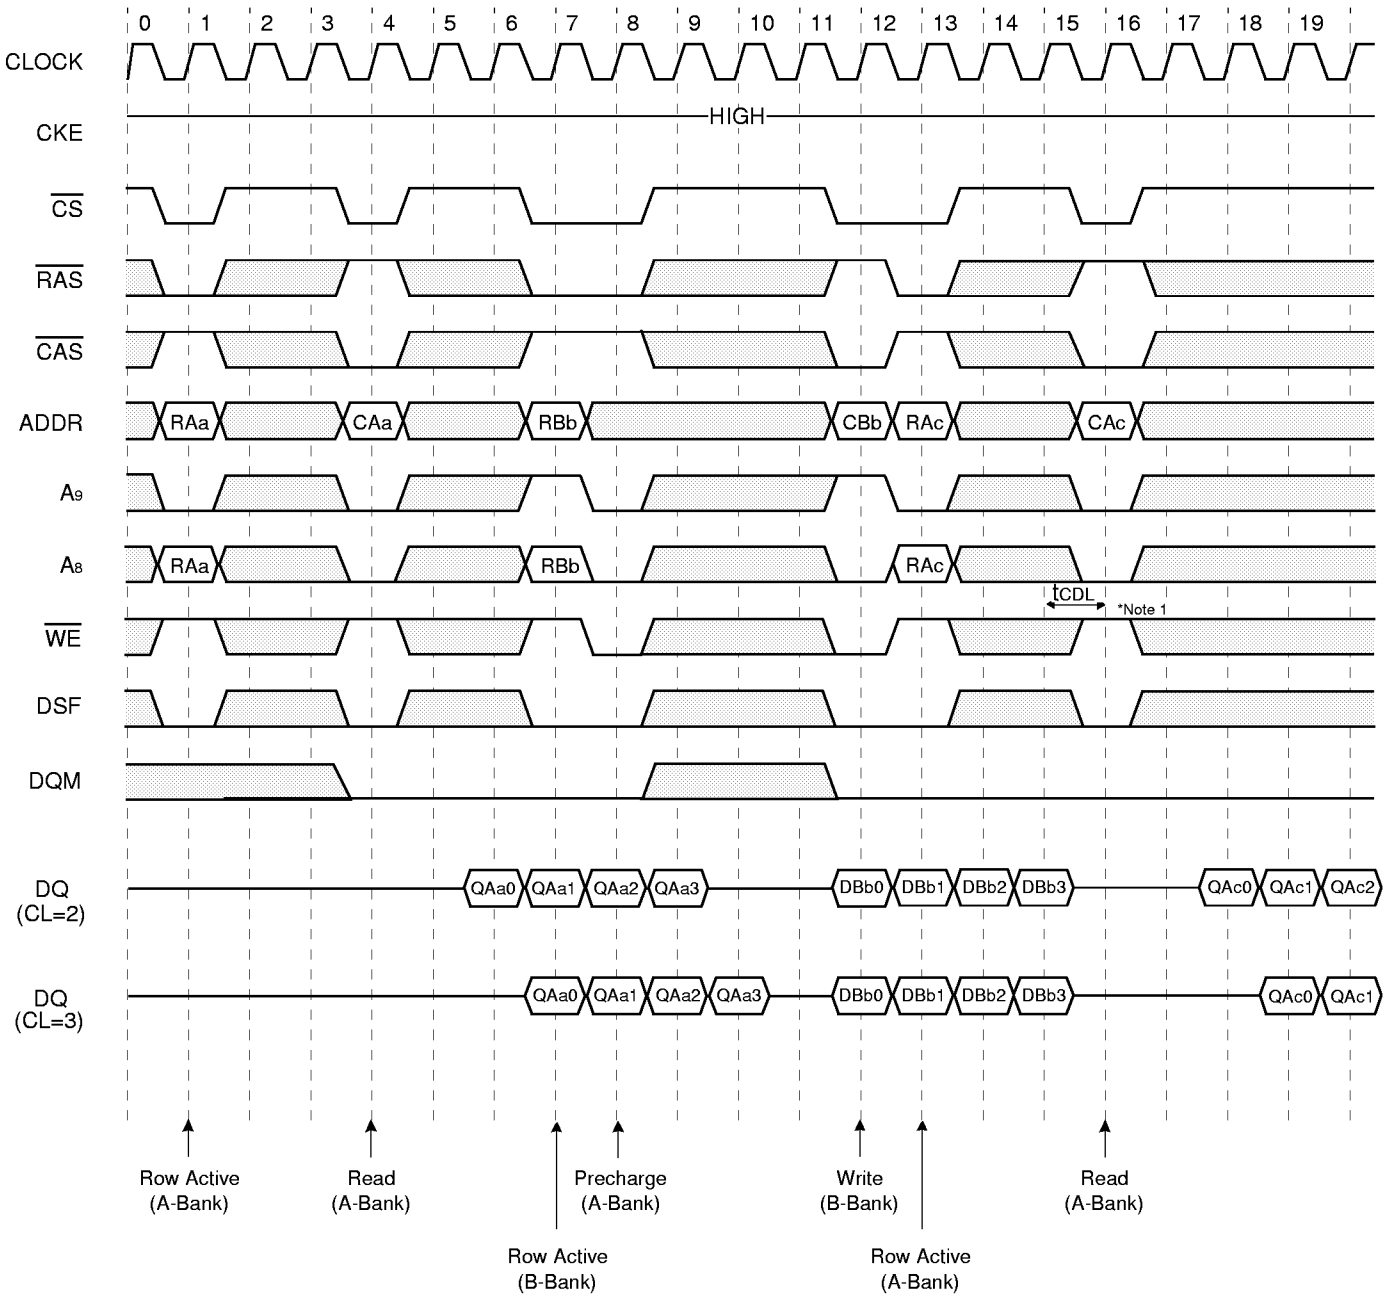 0 1 2 3 4 5 6 7 8 9 10 11 12 13 14 15 16 17 18 19
CLOCK
CKE HIGH
CS
RAS
CAS
ADDR RAa CAa RBb CBb RAc CAc
A9
A8 RAa RBb RAc
tCDL *Note 1
WE
DSF
DQM
DQ QAa0 QAa1 QAa2 QAa3 DBb0 DBb1 DBb2 DBb3 QAc0 QAc1 QAc2
(CL=2)
DQ QAa0 QAa1 QAa2 QAa3 DBb0 DBb1 DBb2 DBb3 QAc0 QAc1
(CL=3)
Row Active Read Precharge Write Read
(A-Bank) (A-Bank) (A-Bank) (B-Bank) (A-Bank)
Row Active Row Active
(B-Bank) (A-Bank)